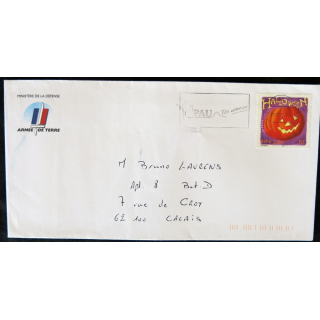 MINISTÈRE DE LA DÉFENSE
ARMÉE DE TERRE
PAU
HALLOWEEN
M Bruno LAURENS
Apt 8 Bat D
7 rue de CROY
62 100 CALAIS